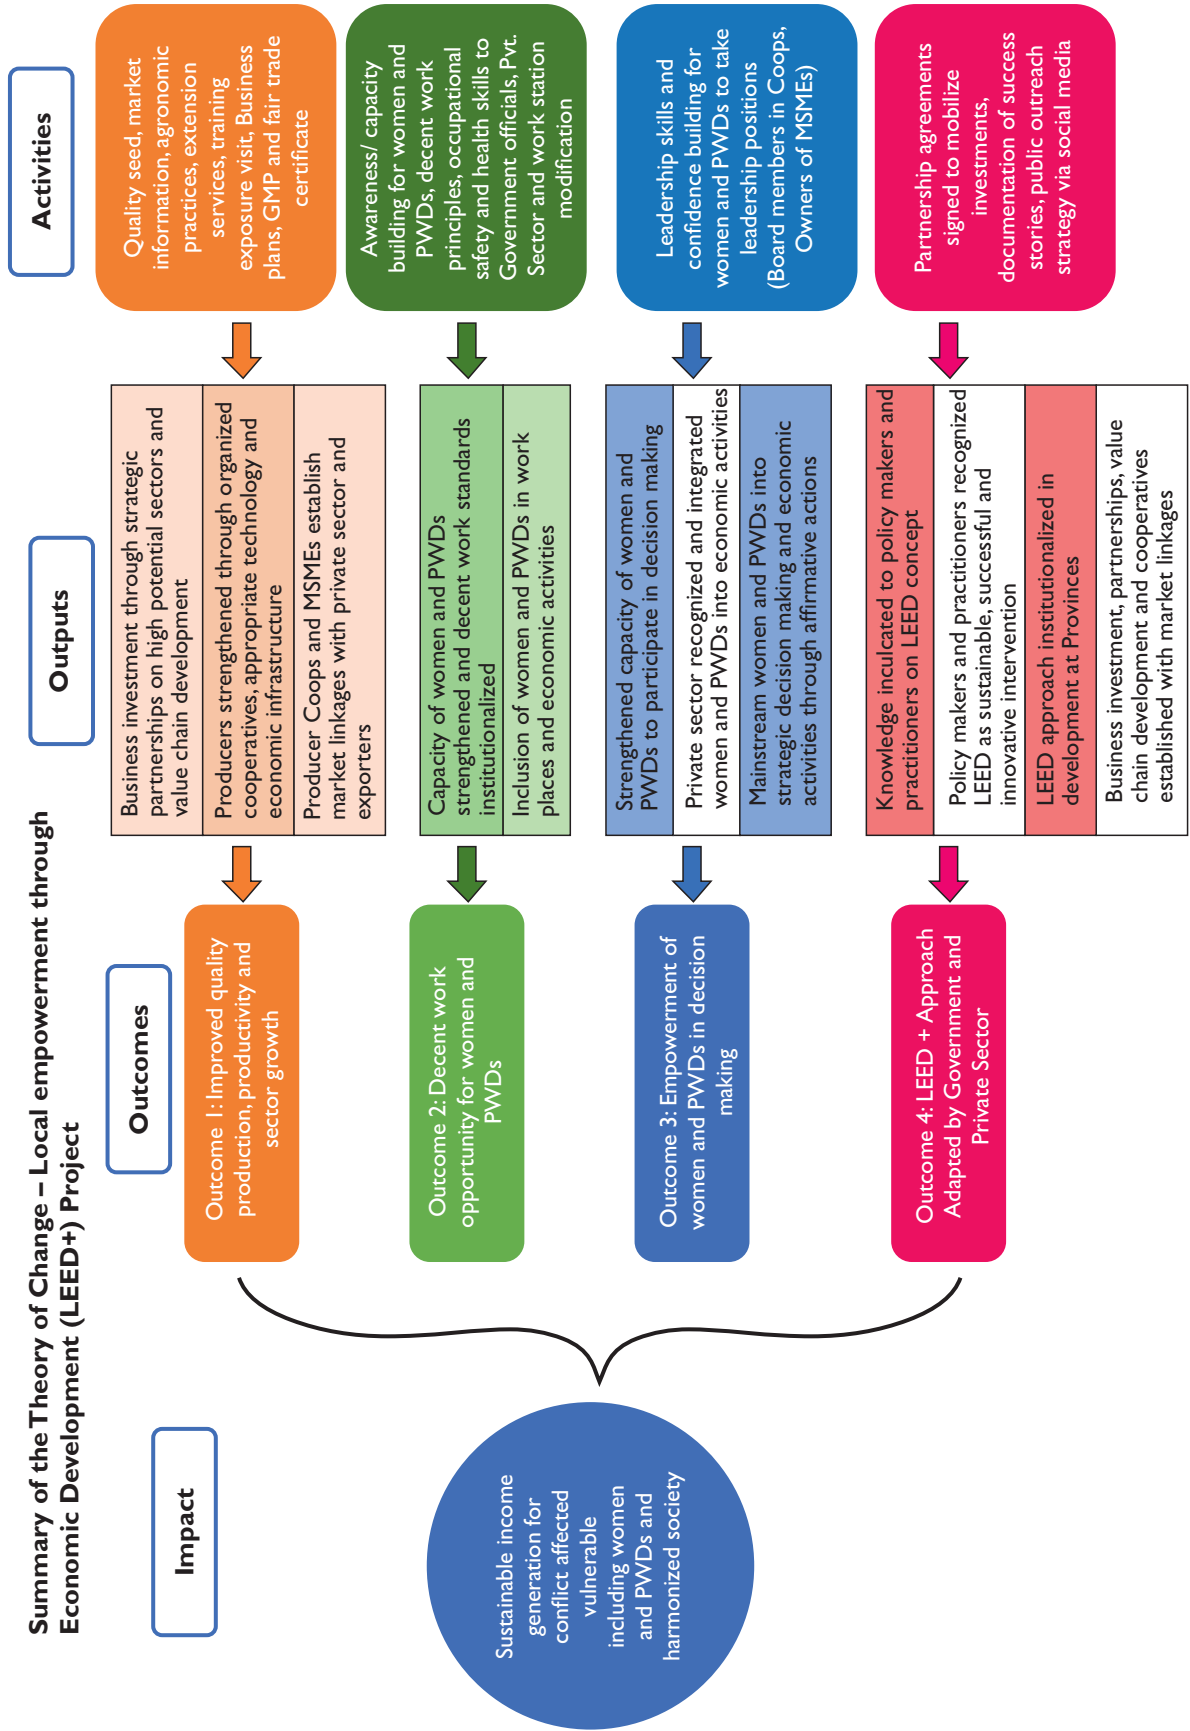 Summary of the Theory of Change – Local empowerment through
Economic Development (LEED+) Project
Impact
Outcomes
Outputs
Activities
Sustainable income
generation for
conflict affected
vulnerable
including women
and PWDs and
harmonized society
Outcome 1: Improved quality
production, productivity and
sector growth
Business investment through strategic
partnerships on high potential sectors and
value chain development
Producers strengthened through organized
cooperatives, appropriate technology and
economic infrastructure
Producer Coops and MSMEs establish
market linkages with private sector and
exporters
Quality seed, market
information, agronomic
practices, extension
services, training
exposure visit, Business
plans, GMP and fair trade
certificate
Outcome 2: Decent work
opportunity for women and
PWDs
Capacity of women and PWDs
strengthened and decent work standards
institutionalized
Inclusion of women and PWDs in work
places and economic activities
Awareness/ capacity
building for women and
PWDs, decent work
principles, occupational
safety and health skills to
Government officials, Pvt.
Sector and work station
modification
Outcome 3: Empowerment of
women and PWDs in decision
making
Strengthened capacity of women and
PWDs to participate in decision making
Private sector recognized and integrated
women and PWDs into economic activities
Mainstream women and PWDs into
strategic decision making and economic
activities through affirmative actions
Leadership skills and
confidence building for
women and PWDs to take
leadership positions
(Board members in Coops,
Owners of MSMEs)
Outcome 4: LEED + Approach
Adapted by Government and
Private Sector
Knowledge inculcated to policy makers and
practitioners on LEED concept
Policy makers and practitioners recognized
LEED as sustainable, successful and
innovative intervention
LEED approach institutionalized in
development at Provinces
Business investment, partnerships, value
chain development and cooperatives
established with market linkages
Partnership agreements
signed to mobilize
investments,
documentation of success
stories, public outreach
strategy via social media